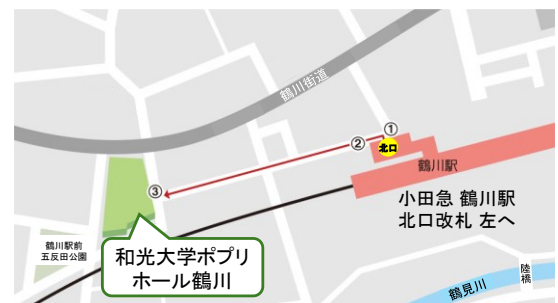 鶴川街道
①
②
北口
鶴川駅
③
小田急 鶴川駅
北口改札 左へ
鶴川駅前
五反田公園
和光大学ポプリ
ホール鶴川
陸橋
鶴見川